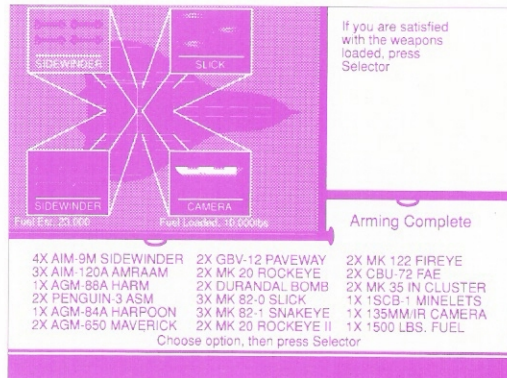 If you are satisfied
with the weapons
loaded, press
Selector
SIDEWINDER
SLICK
SIDEWINDER
CAMERA
Fuel Est. 23,000
Fuel Loaded, 10,000lbs
Arming Complete
4X AIM-9M SIDEWINDER
3X AIM-120A AMRAAM
1X AGM-88A HARM
2X PENGUIN-3 ASM
1X AGM-84A HARPOON
2X AGM-650 MAVERICK
2X GBV-12 PAVEWAY
2X MK 20 ROCKEYE
2X DURANDAL BOMB
3X MK 82-0 SLICK
3X MK 82-1 SNAKEYE
2X MK 20 ROCKEYE II
2X MK 122 FIREYE
2X CBU-72 FAE
2X MK 35 IN CLUSTER
1X 1SCB-1 MINELETS
1X 135MM/IR CAMERA
1X 1500 LBS. FUEL
Choose option, then press Selector